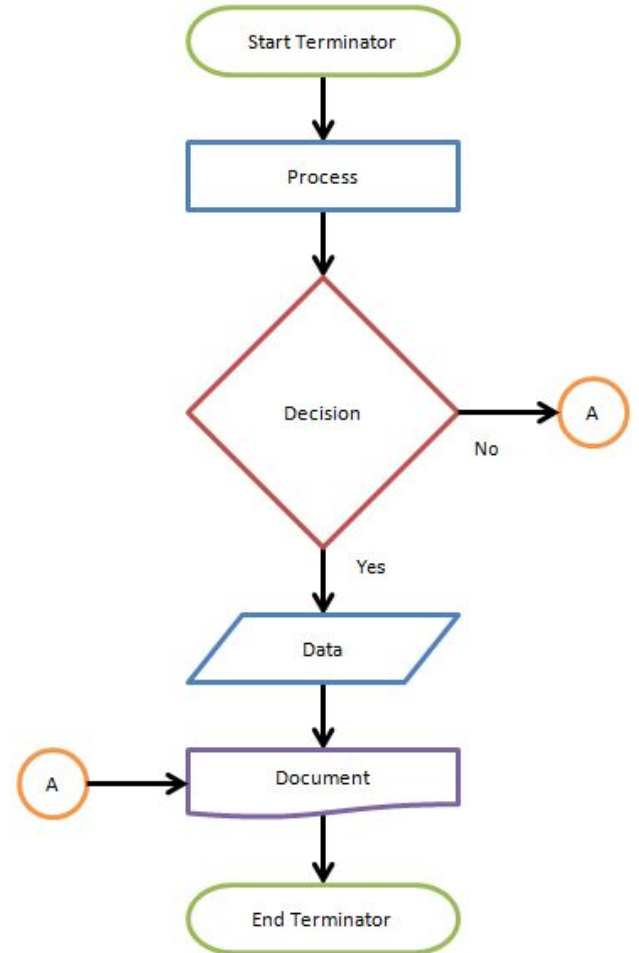 Start Terminator
Process
Decision
A
No
Yes
Data
A
Document
End Terminator